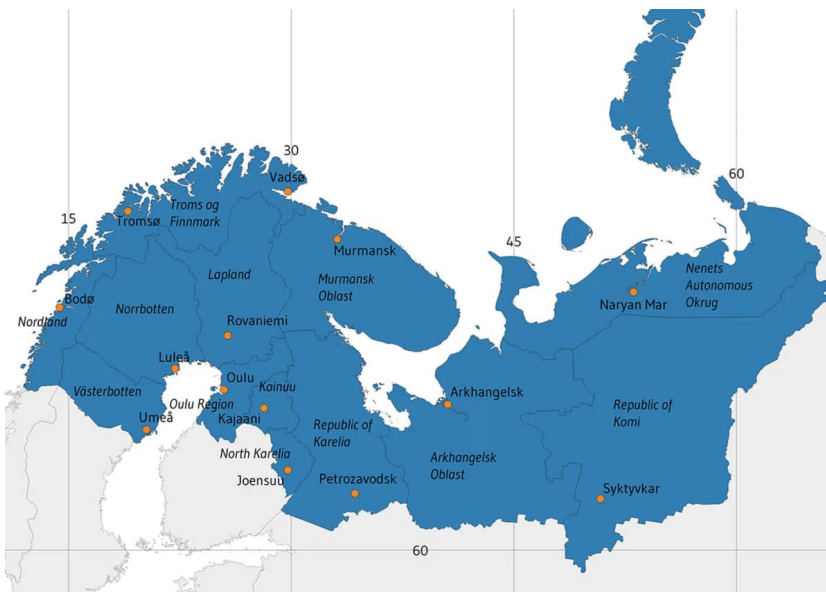 30
Vadsø
60
15
Troms og
Finnmark
Tromsø
45
Murmansk
Lapland
Murmansk
Oblast
Nenets
Autonomous
Okrug
Naryan Mar
Bodø
Nordland
Norrbotten
Rovaniemi
Luleå
Västerbotten
Oulu
Kainuu
Oulu Region
Kajaani
Umeå
Arkhangelsk
Republic of
Karelia
Republic of
Komi
North Karelia
Joensuu
Arkhangelsk
Oblast
Petrozavodsk
Syktyvkar
60